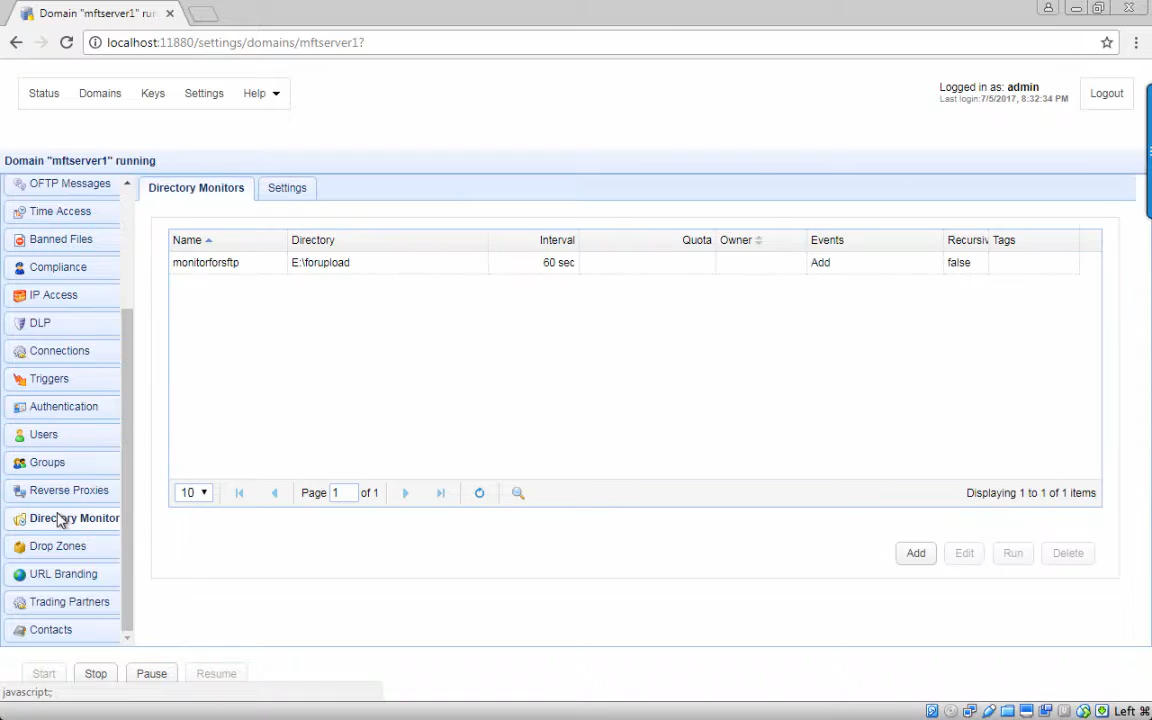 Domain "mftserver1" run
localhost:11880/settings/domains/mftserver1?
Status Domains Keys Settings Help
Logged in as: admin
Last login:7/5/2017, 8:32:34 PM
Logout
Domain "mftserver1" running
OFTP Messages
Time Access
Banned Files
Compliance
IP Access
DLP
Connections
Triggers
Authentication
Users
Groups
Reverse Proxies
Directory Monitor
Drop Zones
URL Branding
Trading Partners
Contacts
Directory Monitors Settings
Name Directory Interval Quota Owner Events Recursiv Tags
monitorforsftp E:\forupload 60 sec Add false
10 Page 1 of 1 Displaying 1 to 1 of 1 items
Add Edit Run Delete
Start Stop Pause Resume
javascript:;
Left ⌘